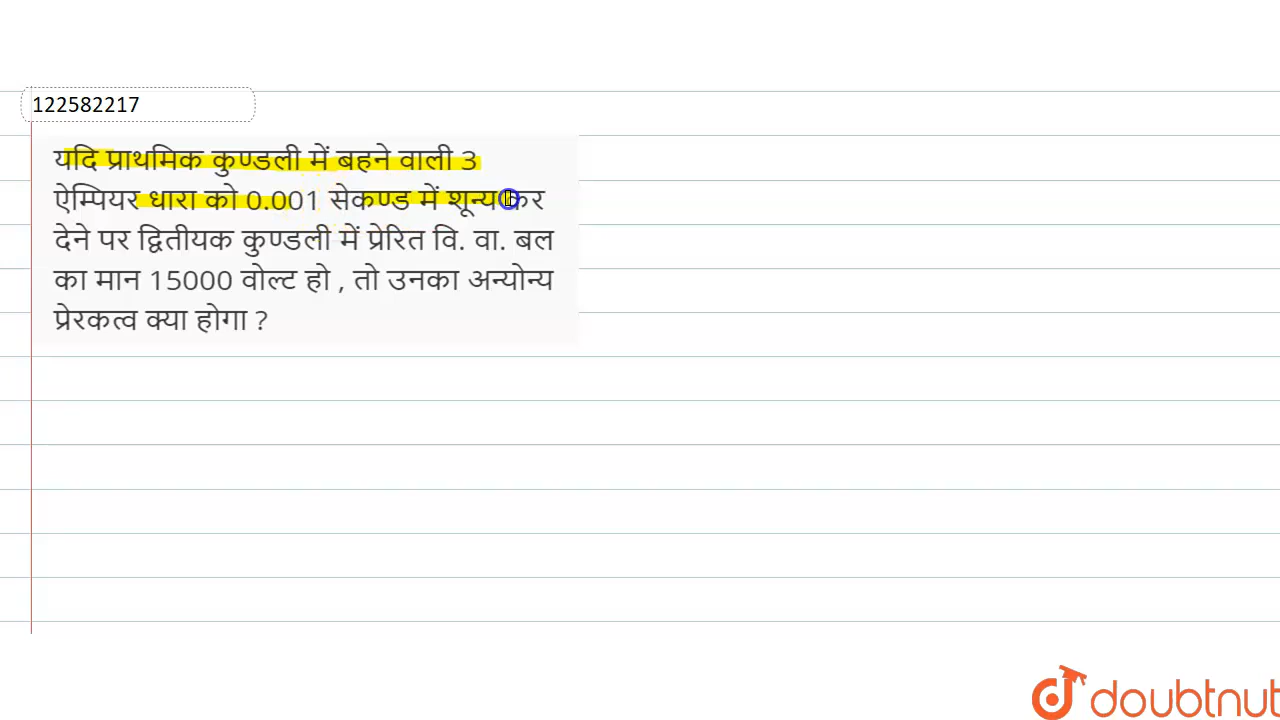 122582217
यदि प्राथमिक कुण्डली में बहने वाली 3
ऐम्पियर धारा को 0.001 सेकण्ड में शून्य कर
देने पर द्वितीयक कुण्डली में प्रेरित वि. वा. बल
का मान 15000 वोल्ट हो , तो उनका अन्योन्य
प्रेरकत्व क्या होगा ?
doubtnut